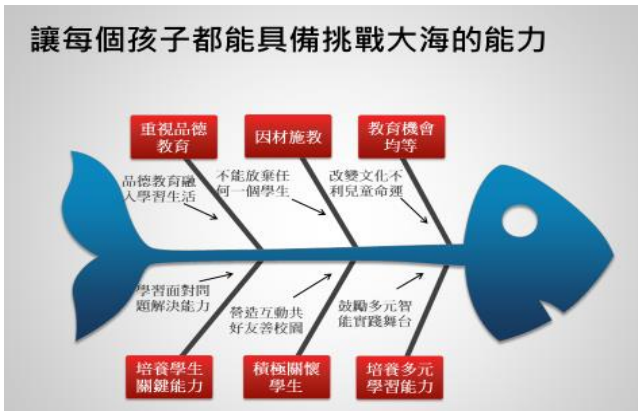 讓每個孩子都能具備挑戰大海的能力
重視品德
教育
因材施教
教育機會
均等
品德教育融
入學習生活
不能放棄任
何一個學生
改變文化不
利兒童命運
學習面對問
題解決能力
營造互動共
好友善校園
鼓勵多元智
能實踐舞台
培養學生
關鍵能力
積極關懷
學生
培養多元
學習能力